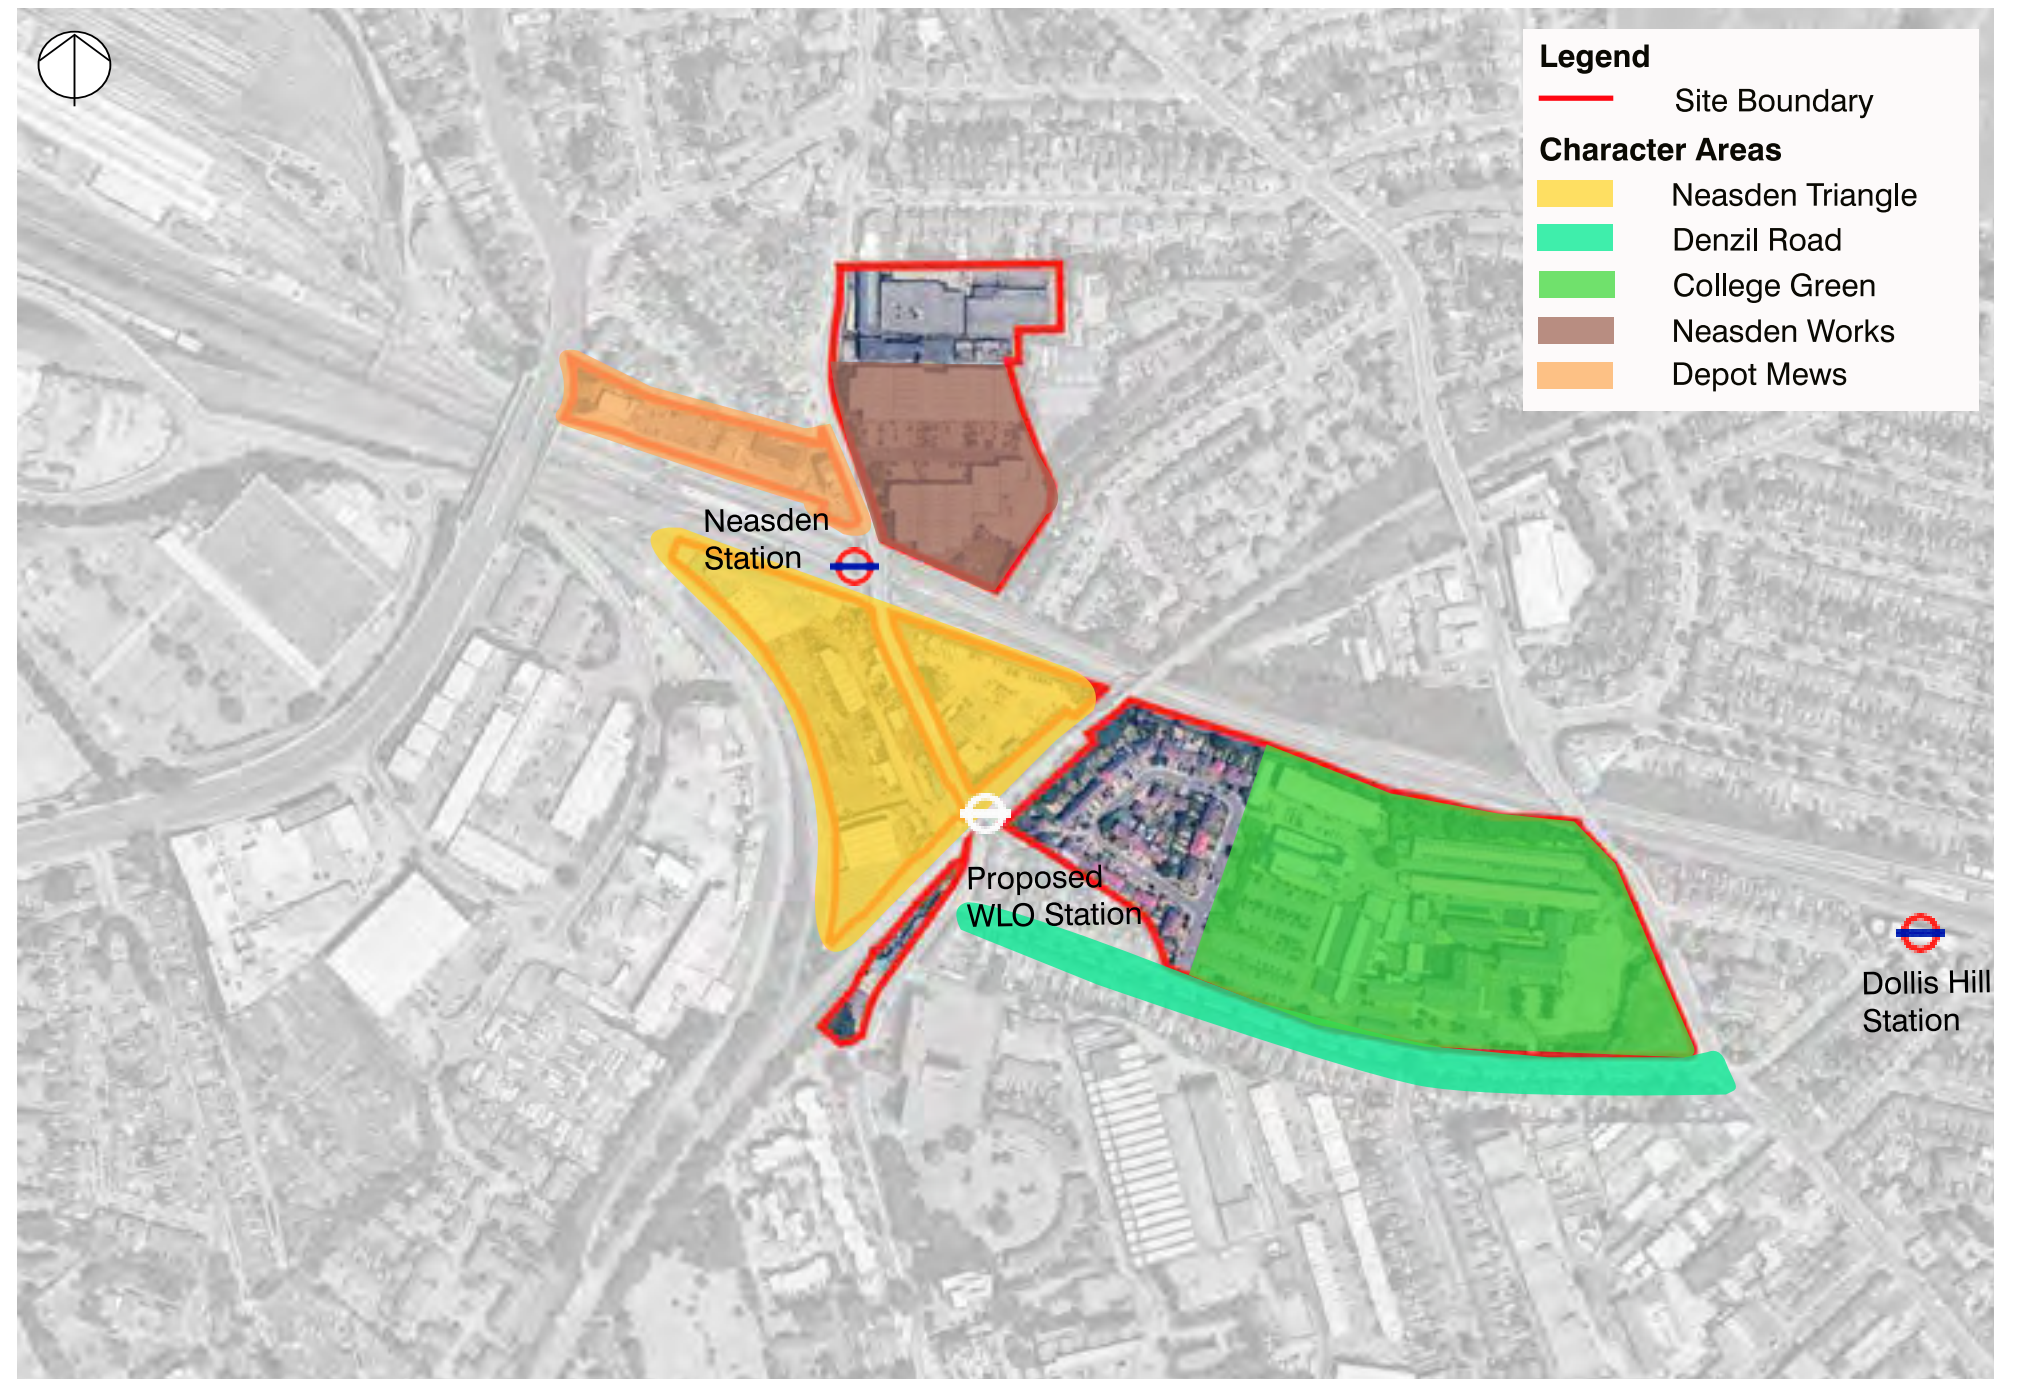 Legend
Site Boundary
Character Areas
Neasden Triangle
Denzil Road
College Green
Neasden Works
Depot Mews
Neasden
Station
Proposed
WLO Station
Dollis Hill
Station